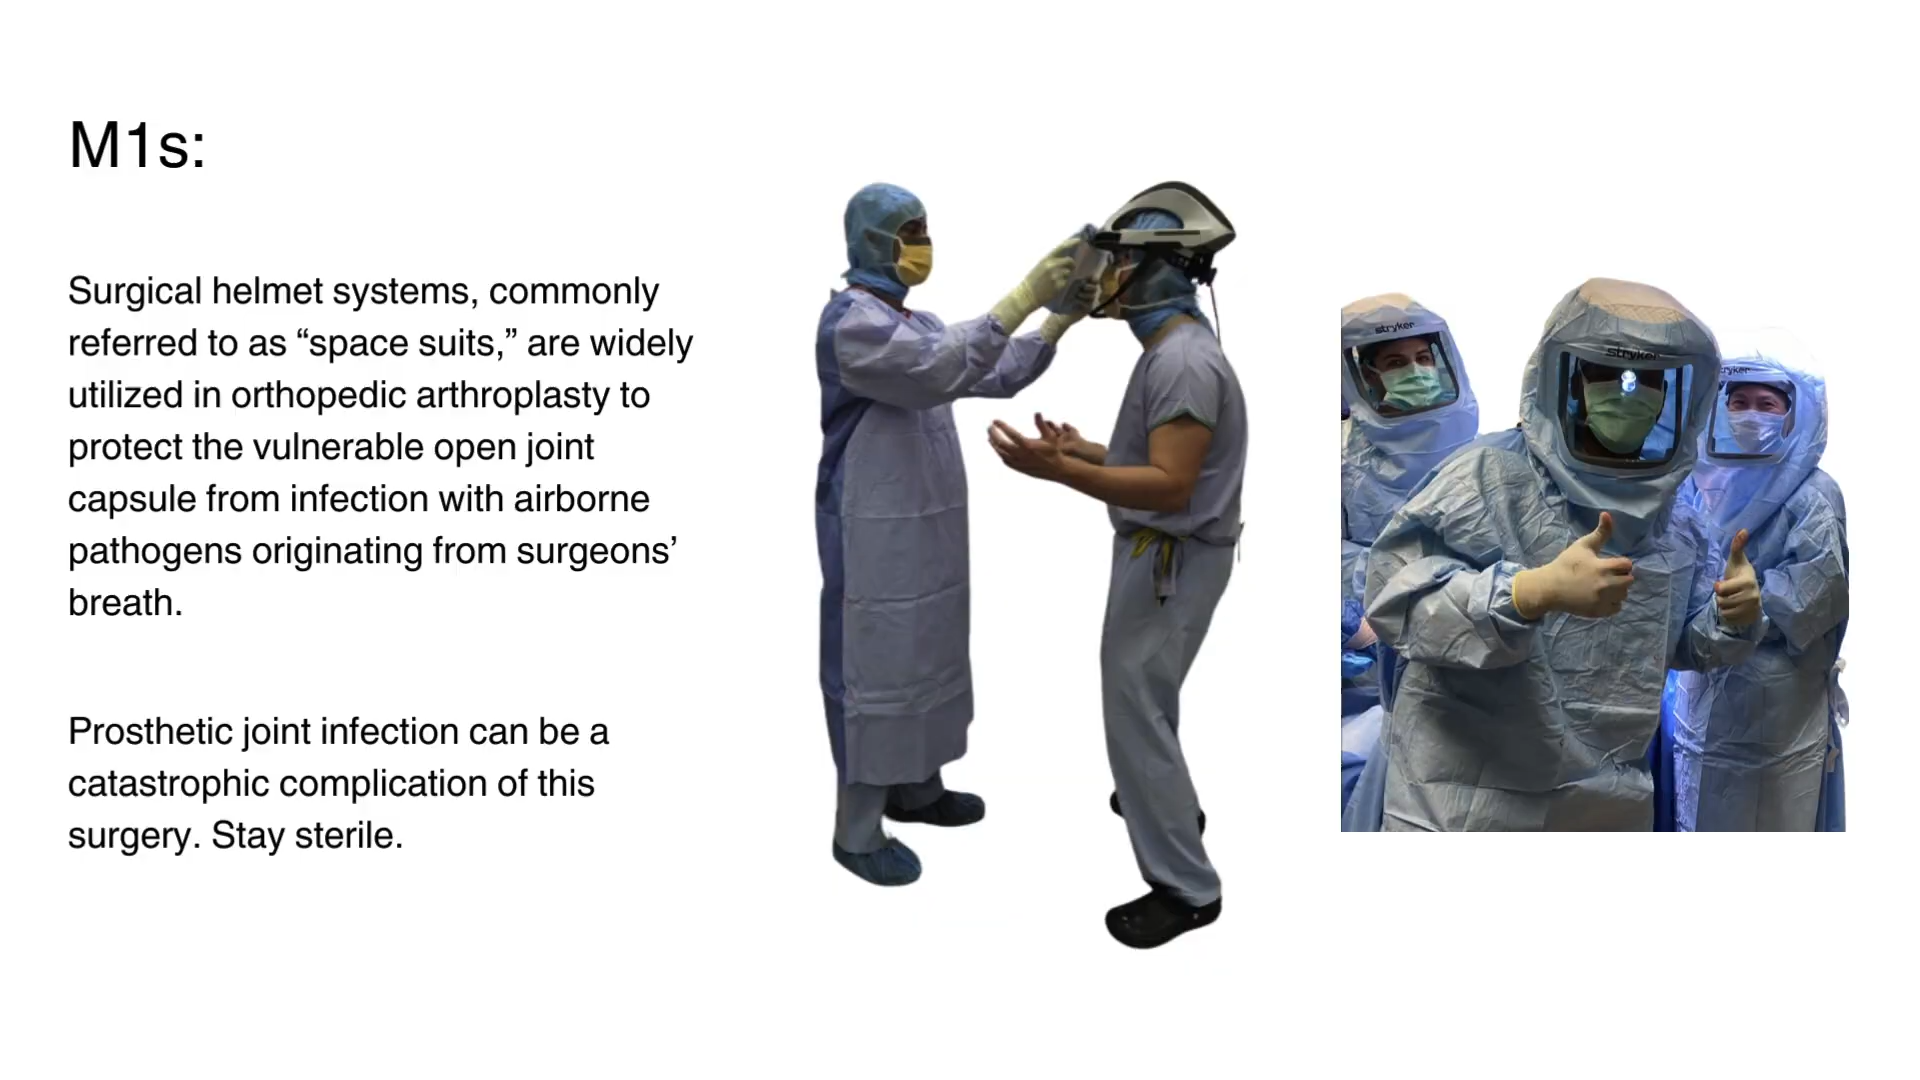 M1s:
Surgical helmet systems, commonly
referred to as “space suits,” are widely
utilized in orthopedic arthroplasty to
protect the vulnerable open joint
capsule from infection with airborne
pathogens originating from surgeons’
breath.
Prosthetic joint infection can be a
catastrophic complication of this
surgery. Stay sterile.
stryker
stryker
stryker